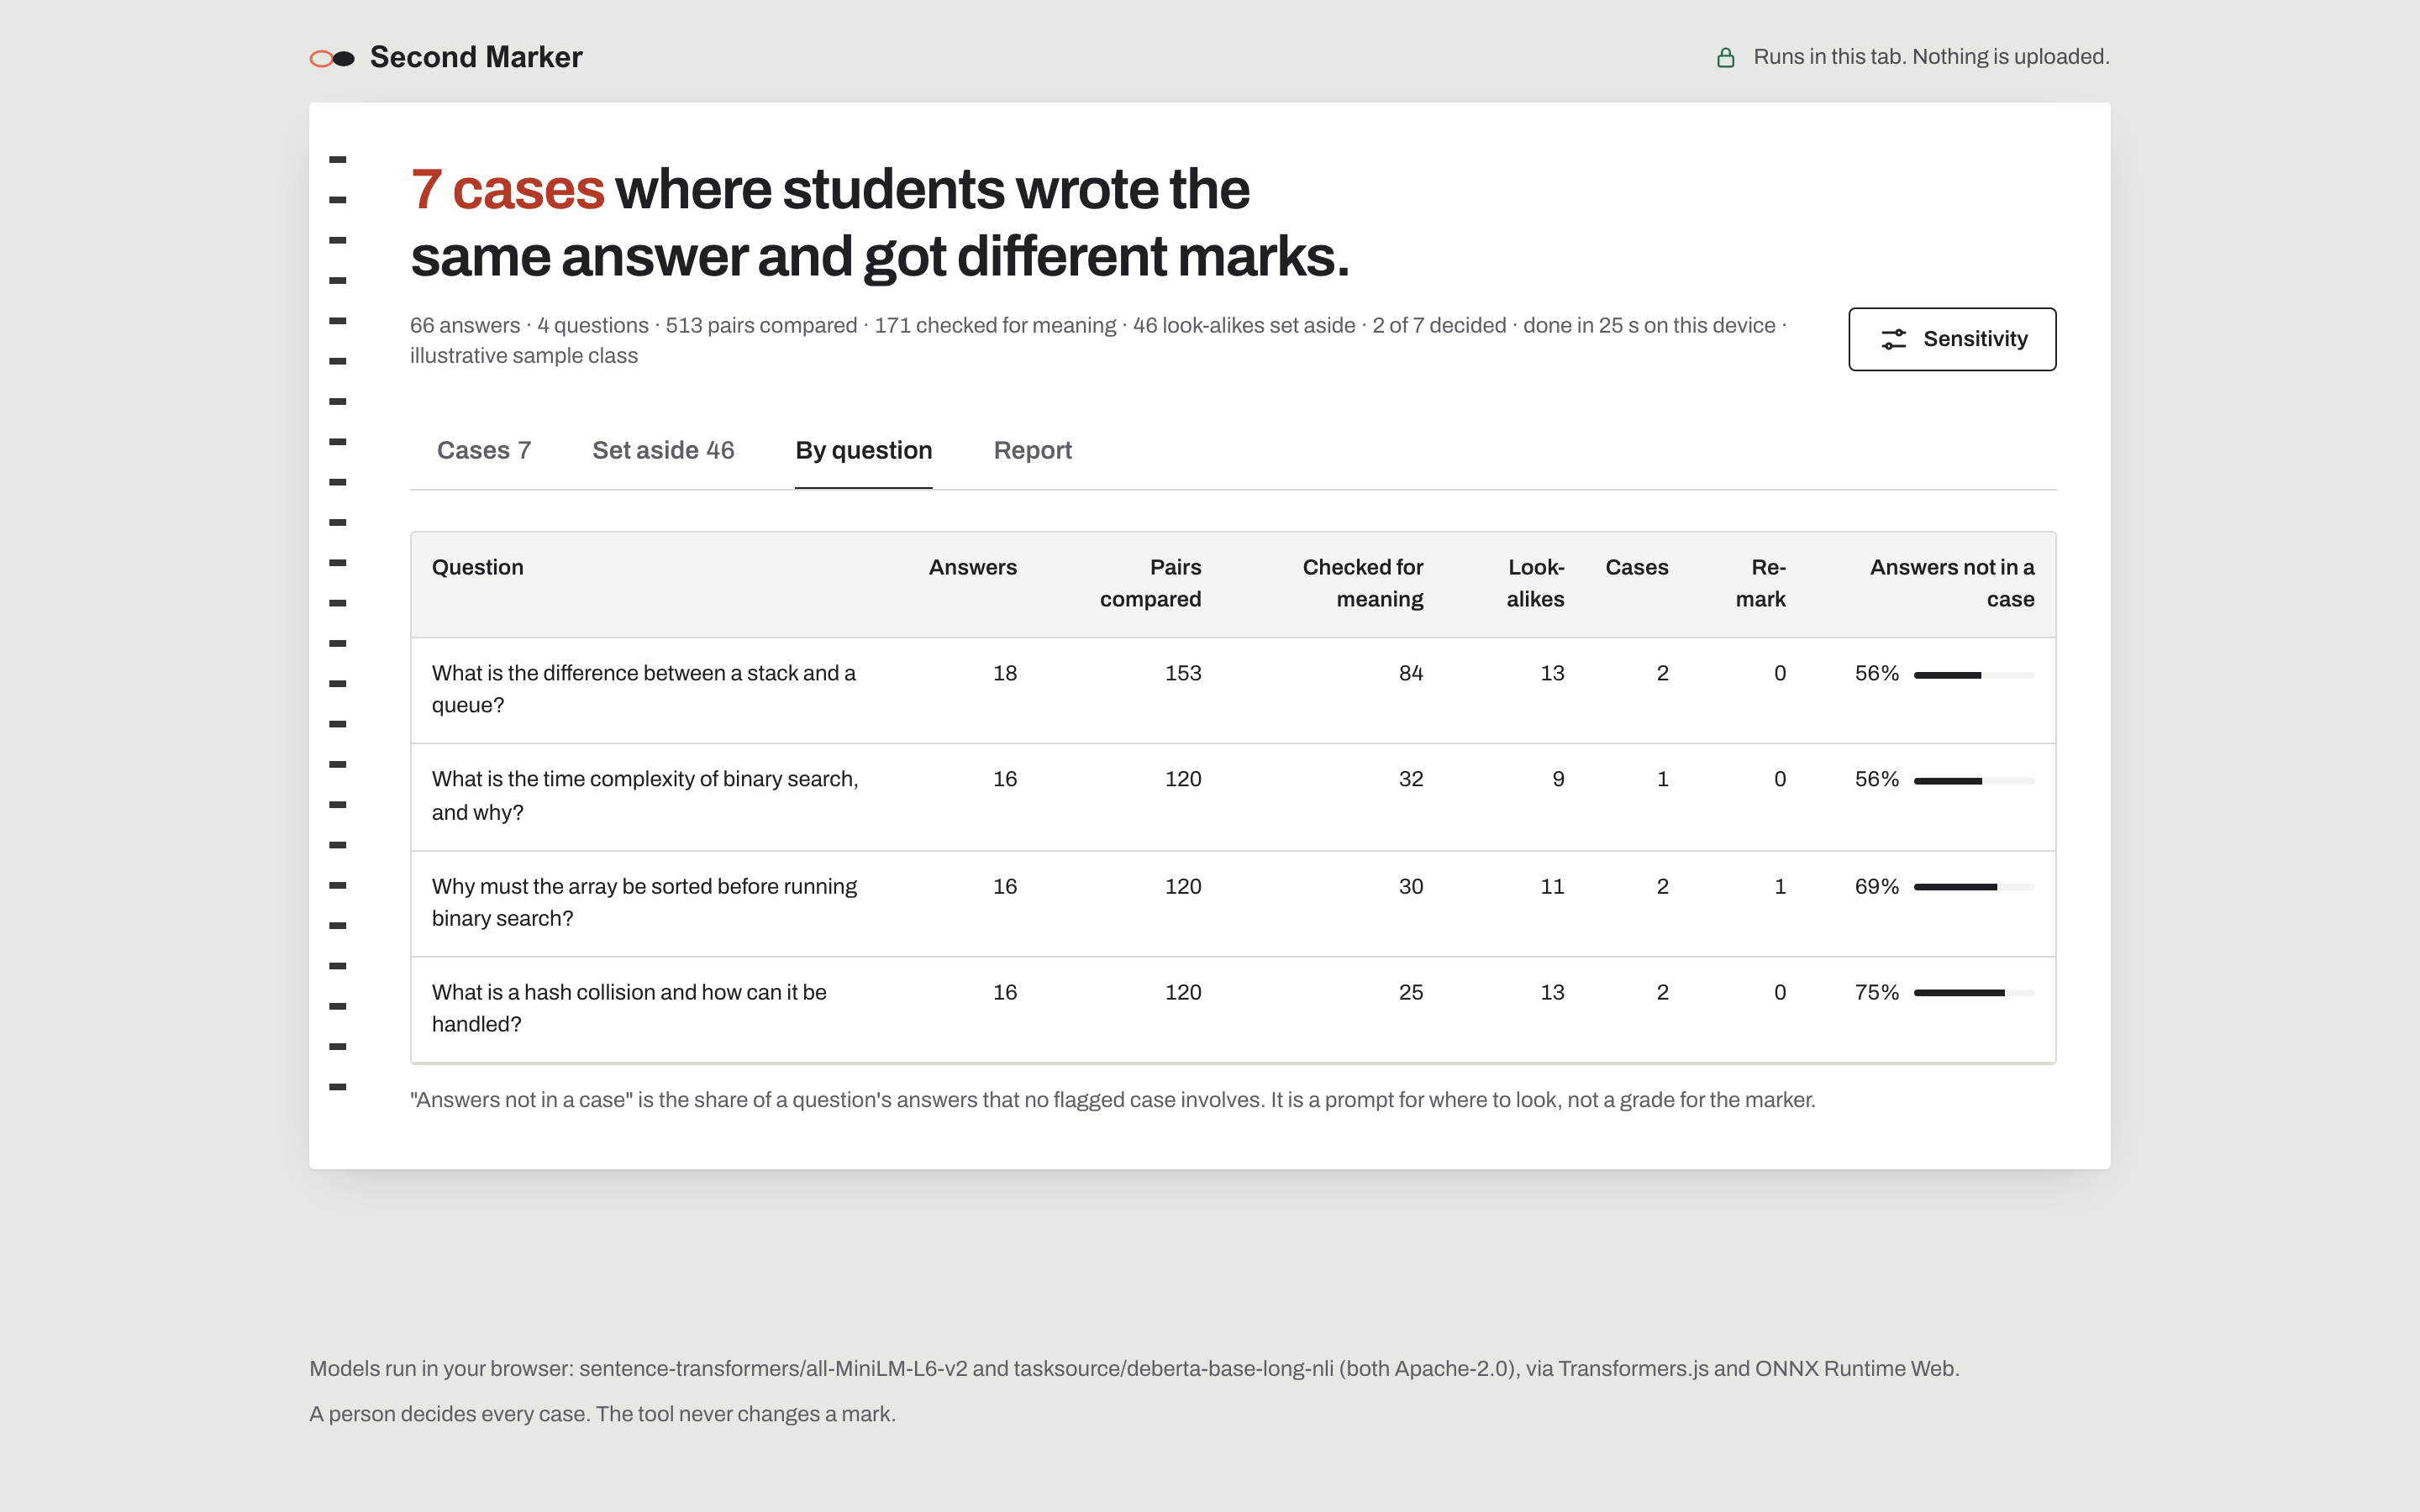 Second Marker
Runs in this tab. Nothing is uploaded.
7 cases where students wrote the
same answer and got different marks.
66 answers · 4 questions · 513 pairs compared · 171 checked for meaning · 46 look-alikes set aside · 2 of 7 decided · done in 25 s on this device ·
illustrative sample class
Sensitivity
Cases 7 Set aside 46 By question Report
Question Answers Pairs compared Checked for meaning Look-alikes Cases Re-mark Answers not in a case
What is the difference between a stack and a
queue?
18 153 84 13 2 0 56%
What is the time complexity of binary search,
and why?
16 120 32 9 1 0 56%
Why must the array be sorted before running
binary search?
16 120 30 11 2 1 69%
What is a hash collision and how can it be
handled?
16 120 25 13 2 0 75%
"Answers not in a case" is the share of a question's answers that no flagged case involves. It is a prompt for where to look, not a grade for the marker.
Models run in your browser: sentence-transformers/all-MiniLM-L6-v2 and tasksource/deberta-base-long-nli (both Apache-2.0), via Transformers.js and ONNX Runtime Web.
A person decides every case. The tool never changes a mark.